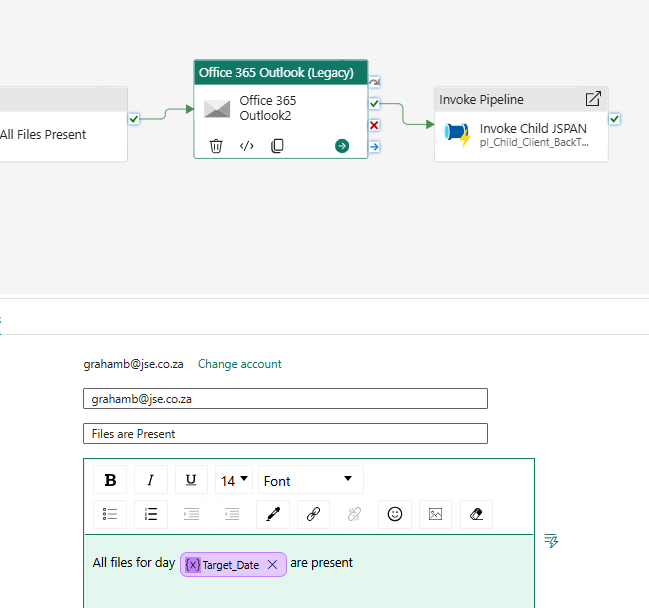 Office 365 Outlook (Legacy)
Office 365
Outlook2
All Files Present
Invoke Pipeline
Invoke Child JSPAN
pl_Child_Client_BackT...
grahamb@jse.co.za Change account
grahamb@jse.co.za
Files are Present
B I U 14 Font
All files for day {x} Target_Date × are present